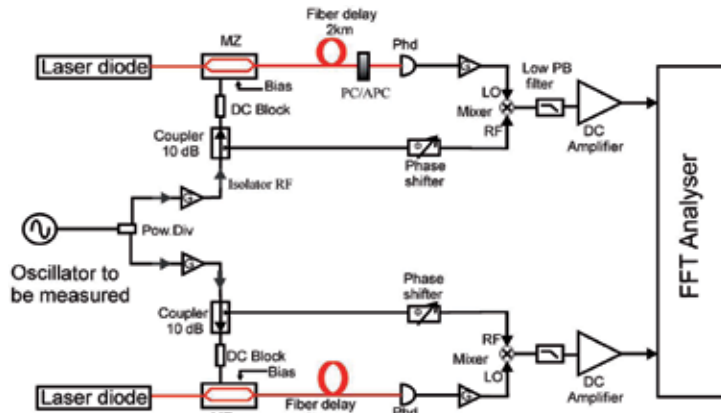 Fiber delay
2km
MZ
Phd
Laser diode
G
Low PB
filter
Bias
PC/APC
LO
Mixer
DC Block
RF
DC
Amplifier
Coupler
10 dB
Phase
shifter
Isolator RF
G
Pow.Div
Oscillator to
be measured
G
FFT Analyser
Phase
shifter
Coupler
10 dB
RF
Mixer
LO
DC Block
DC
Amplifier
Bias
G
Laser diode
Fiber delay
Phd